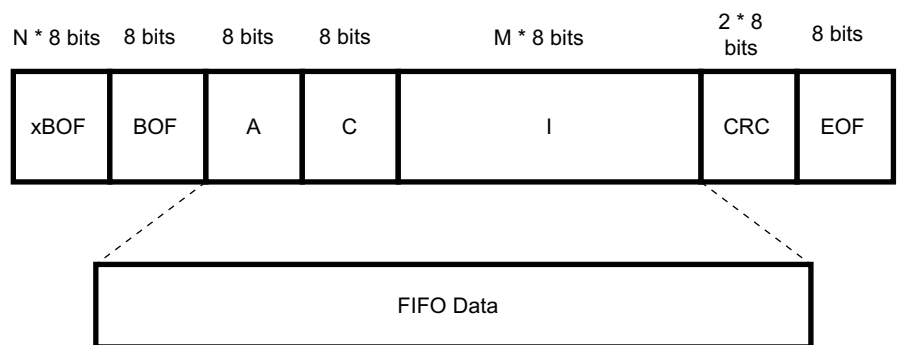 N * 8 bits 8 bits 8 bits 8 bits M * 8 bits 2 * 8
bits 8 bits
xBOF BOF A C I CRC EOF
FIFO Data